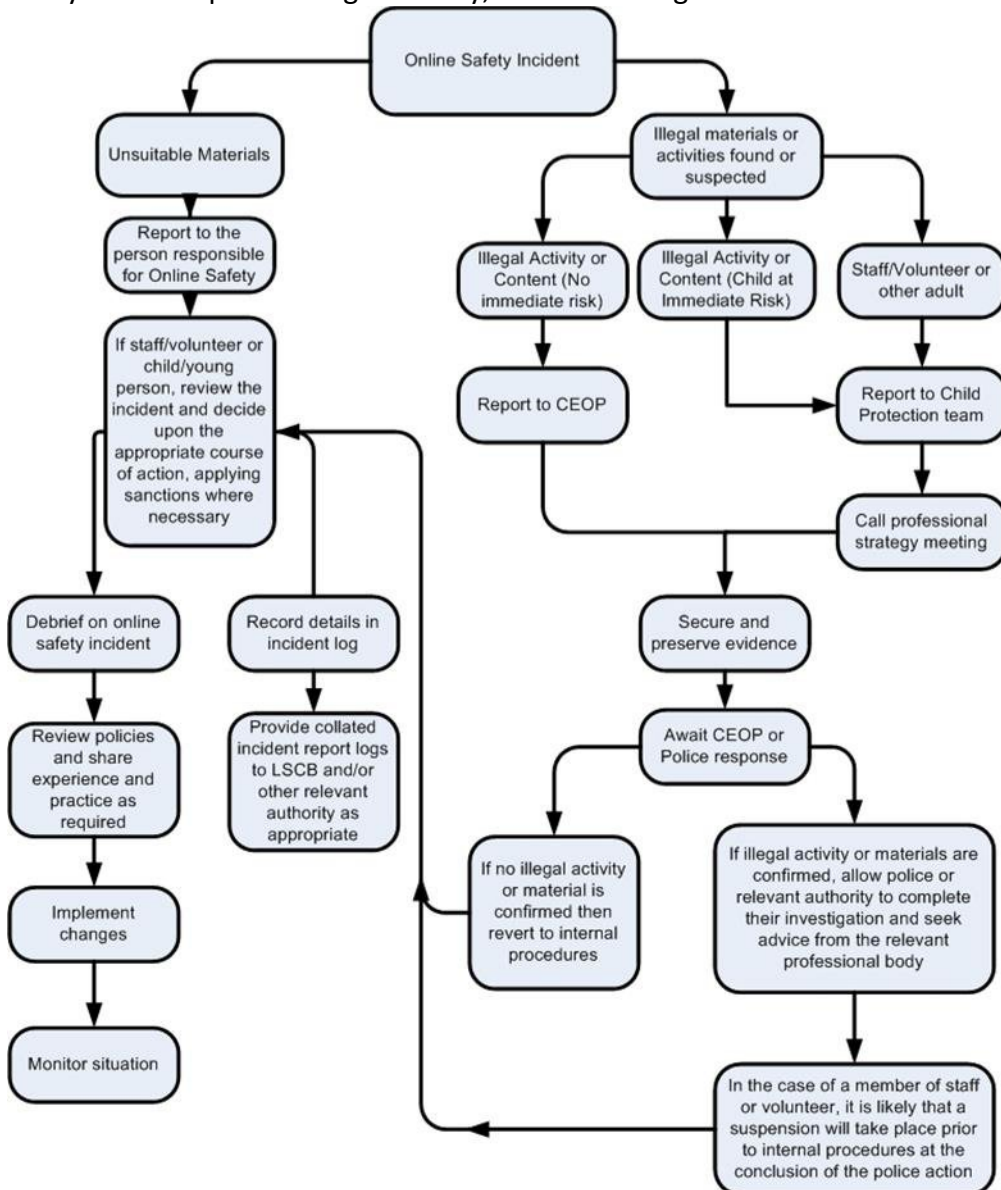 Online Safety Incident
Unsuitable Materials
Report to the
person responsible
for Online Safety
If staff/volunteer or
child/young
person, review the
incident and decide
upon the
appropriate course
of action, applying
sanctions where
necessary
Debrief on online
safety incident
Review policies
and share
experience and
practice as
required
Implement
changes
Monitor situation
Record details in
incident log
Provide collated
incident report logs
to LSCB and/or
other relevant
authority as
appropriate
Illegal materials or
activities found or
suspected
Illegal Activity or
Content (No
immediate risk)
Illegal Activity or
Content (Child at
Immediate Risk)
Staff/Volunteer or
other adult
Report to CEOP
Report to Child
Protection team
Call professional
strategy meeting
Secure and
preserve evidence
Await CEOP or
Police response
If no illegal activity
or material is
confirmed then
revert to internal
procedures
If illegal activity or materials are
confirmed, allow police or
relevant authority to complete
their investigation and seek
advice from the relevant
professional body
In the case of a member of staff
or volunteer, it is likely that a
suspension will take place prior
to internal procedures at the
conclusion of the police action